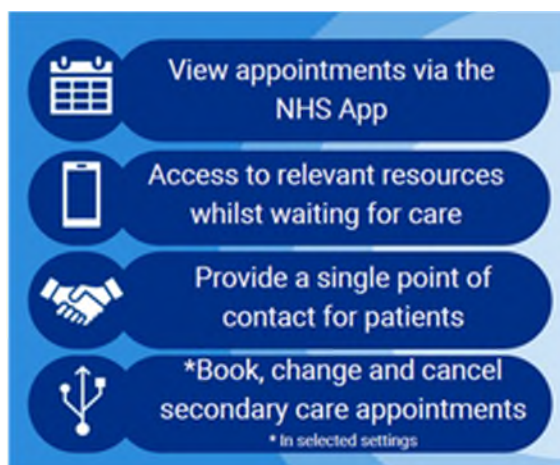 View appointments via the
NHS App
Access to relevant resources
whilst waiting for care
Provide a single point of
contact for patients
*Book, change and cancel
secondary care appointments
* In selected settings